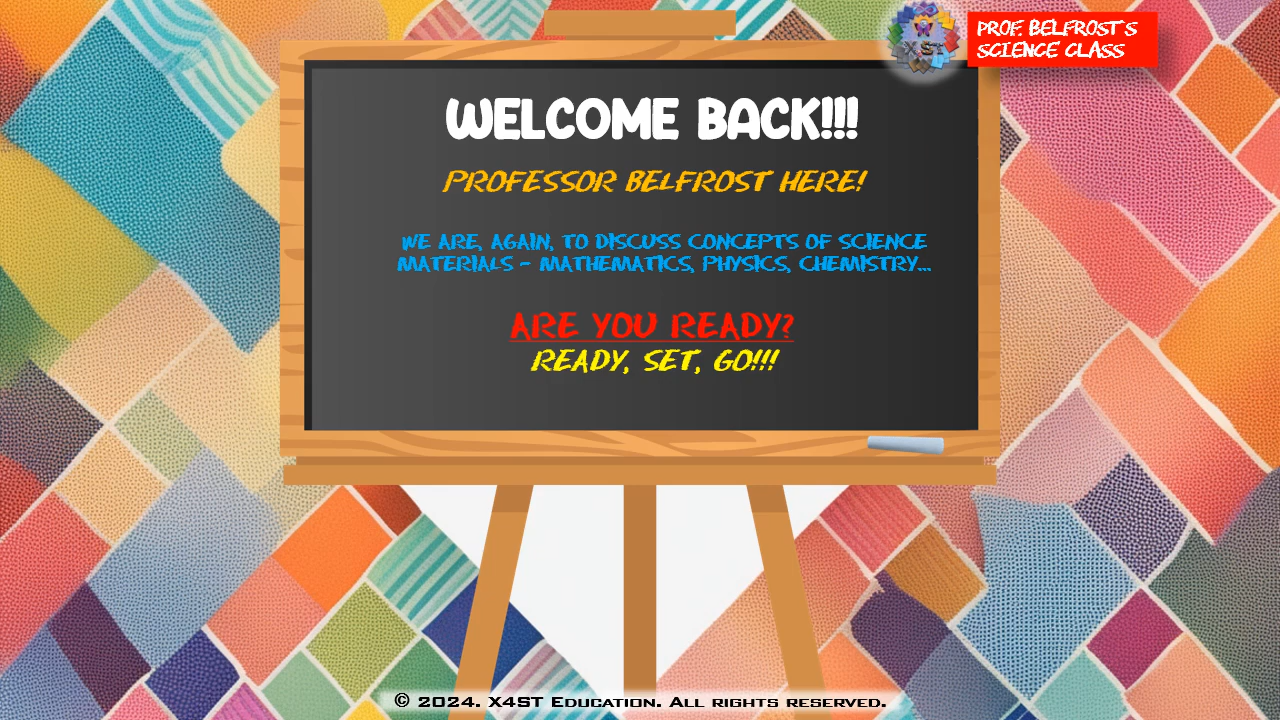 X4ST
PROF. BELFROST'S
SCIENCE CLASS
WELCOME BACK!!!
PROFESSOR BELFROST HERE!
WE ARE, AGAIN, TO DISCUSS CONCEPTS OF SCIENCE
MATERIALS - MATHEMATICS, PHYSICS, CHEMISTRY...
ARE YOU READY?
READY, SET, GO!!!
© 2024. X4ST EDUCATION. ALL RIGHTS RESERVED.